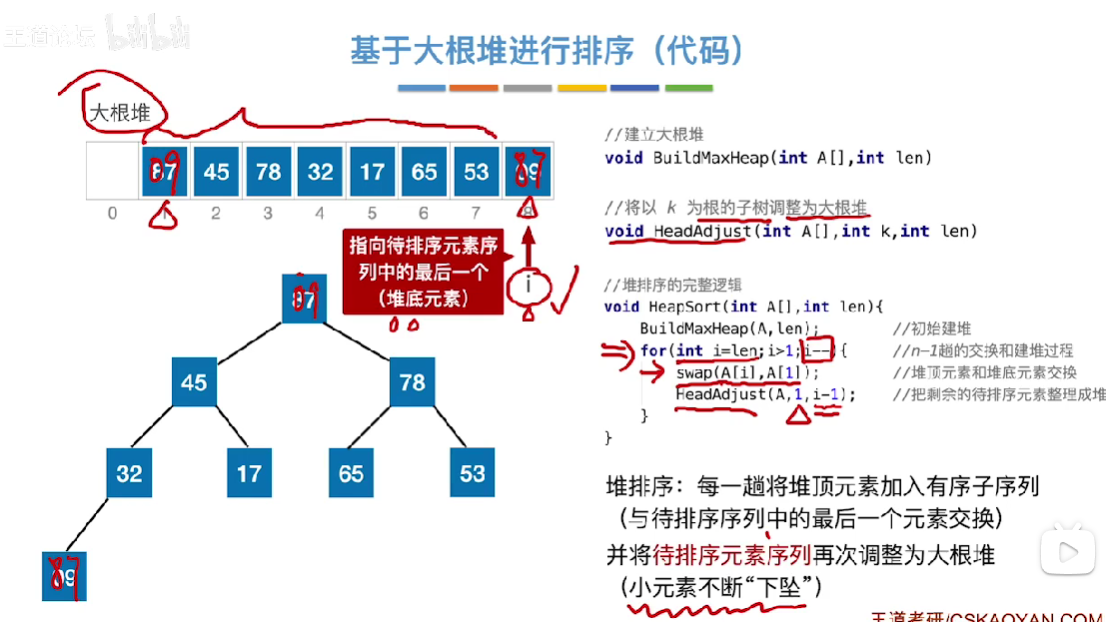 王道论坛 bilibili
基于大根堆进行排序（代码）
大根堆
87 45 78 32 17 65 53 09
09 87
0 1 2 3 4 5 6 7 8
指向待排序元素序
列中的最后一个
（堆底元素）
i
87
09
45 78
32 17 65 53
09
87
//建立大根堆
void BuildMaxHeap(int A[],int len)
//将以 k 为根的子树调整为大根堆
void HeadAdjust(int A[],int k,int len)
//堆排序的完整逻辑
void HeapSort(int A[],int len){
BuildMaxHeap(A,len); //初始建堆
for(int i=len;i>1;i--){ //n-1趟的交换和建堆过程
swap(A[i],A[1]); //堆顶元素和堆底元素交换
HeadAdjust(A,1,i-1); //把剩余的待排序元素整理成堆
}
}
堆排序：每一趟将堆顶元素加入有序子序列
（与待排序序列中的最后一个元素交换）
并将待排序元素序列再次调整为大根堆
（小元素不断“下坠”）
王道考研/CSKAOYAN.COM